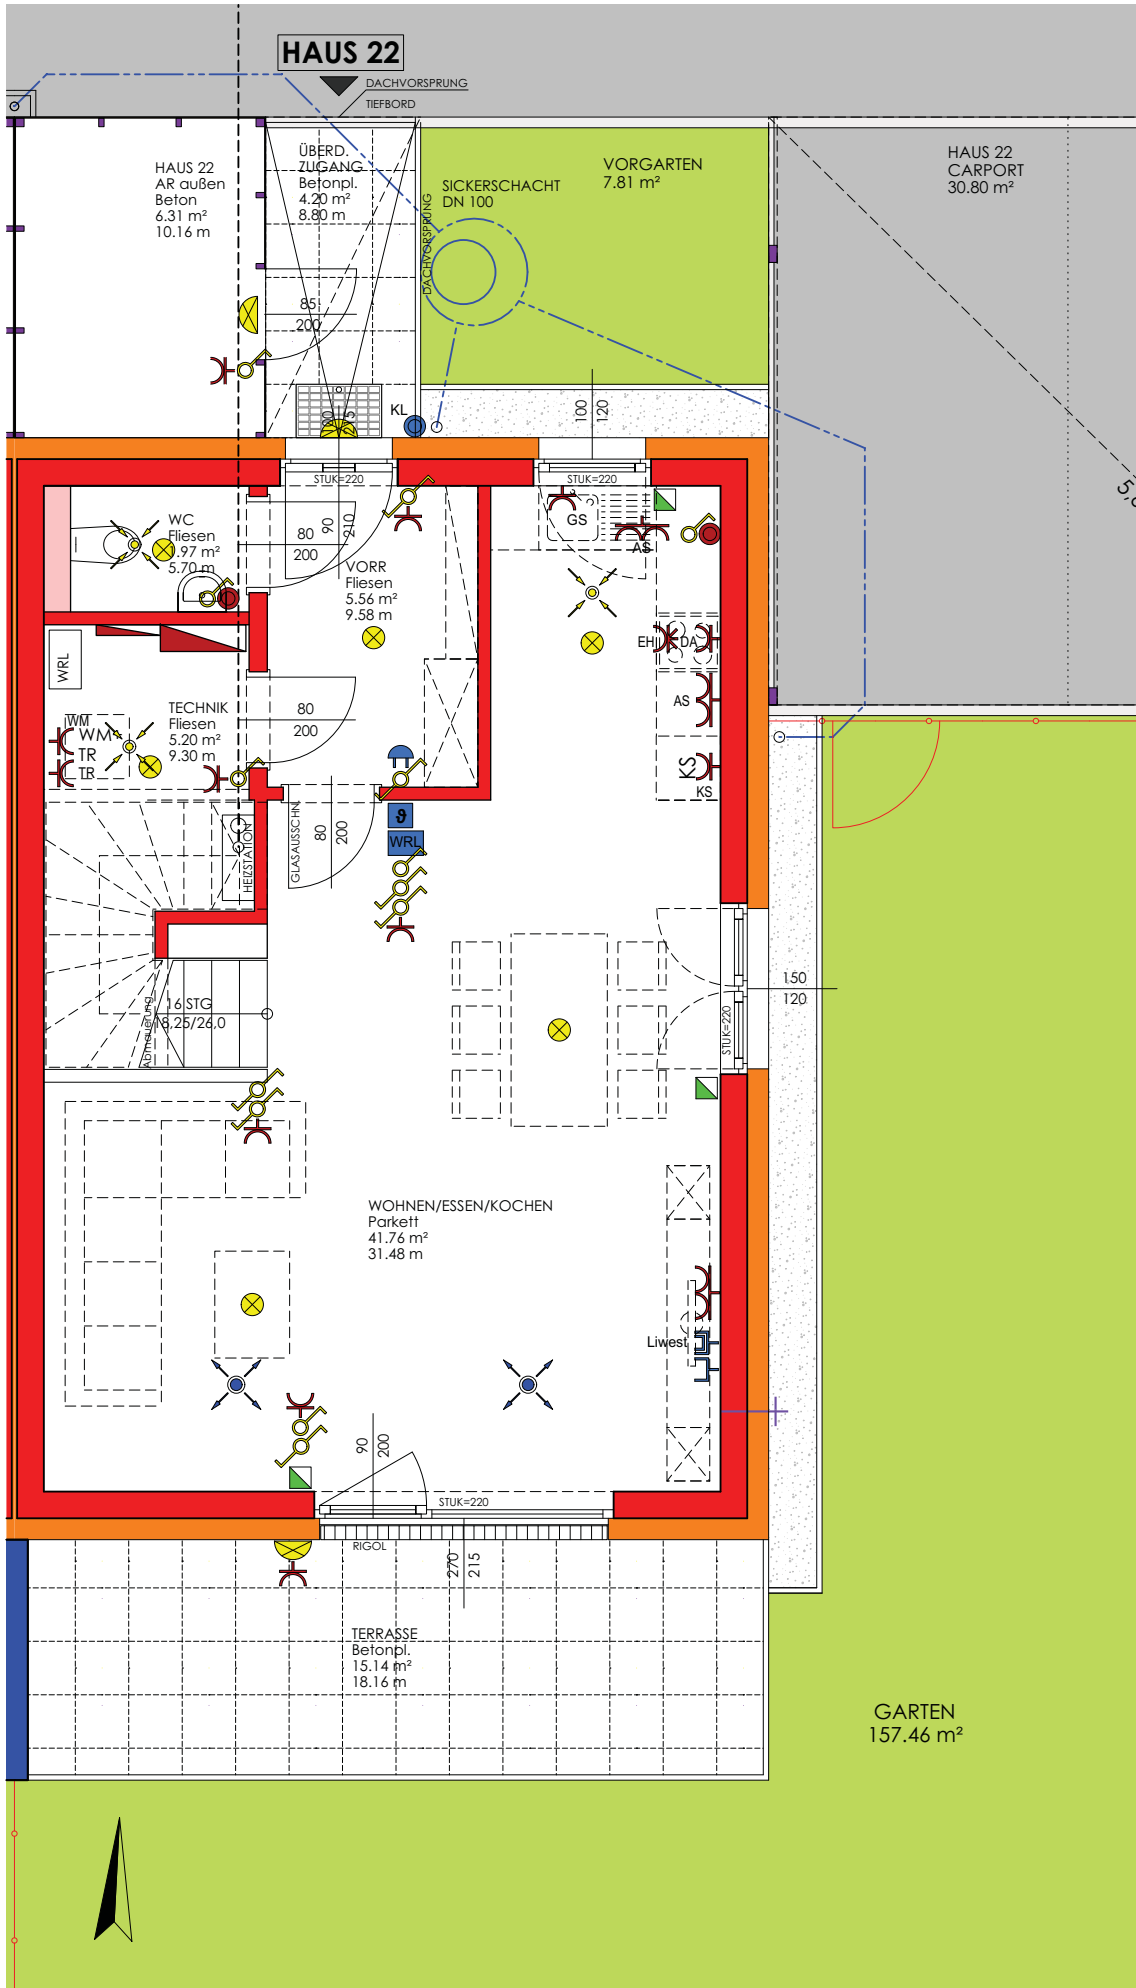 HAUS 22
DACHVORSPRUNG
TIEFBORD
HAUS 22
AR außen
Beton
6.31 m²
10.16 m
ÜBERD.
ZUGANG
Betonpl.
4.20 m²
8.80 m
DACHVORSPRUNG
SICKERSCHACHT
DN 100
VORGARTEN
7.81 m²
HAUS 22
CARPORT
30.80 m²
85
200
KL
100
120
STUK=220
STUK=220
WC
Fliesen
1.97 m²
5.70 m
80
200
90
210
VORR
Fliesen
5.56 m²
9.58 m
GS
AS
EH
DA
AS
KS
KS
WRL
TECHNIK
Fliesen
5.20 m²
9.30 m
WM
WM
TR
TR
80
200
HEIZSTATION
GLASAUSSCHN.
80
200
ϑ
WRL
16 STG
18,25/26,0
Abmauerung
150
120
STUK=220
WOHNEN/ESSEN/KOCHEN
Parkett
41.76 m²
31.48 m
Liwest
90
200
STUK=220
RIGOL
270
215
TERRASSE
Betonpl.
15.14 m²
18.16 m
GARTEN
157.46 m²